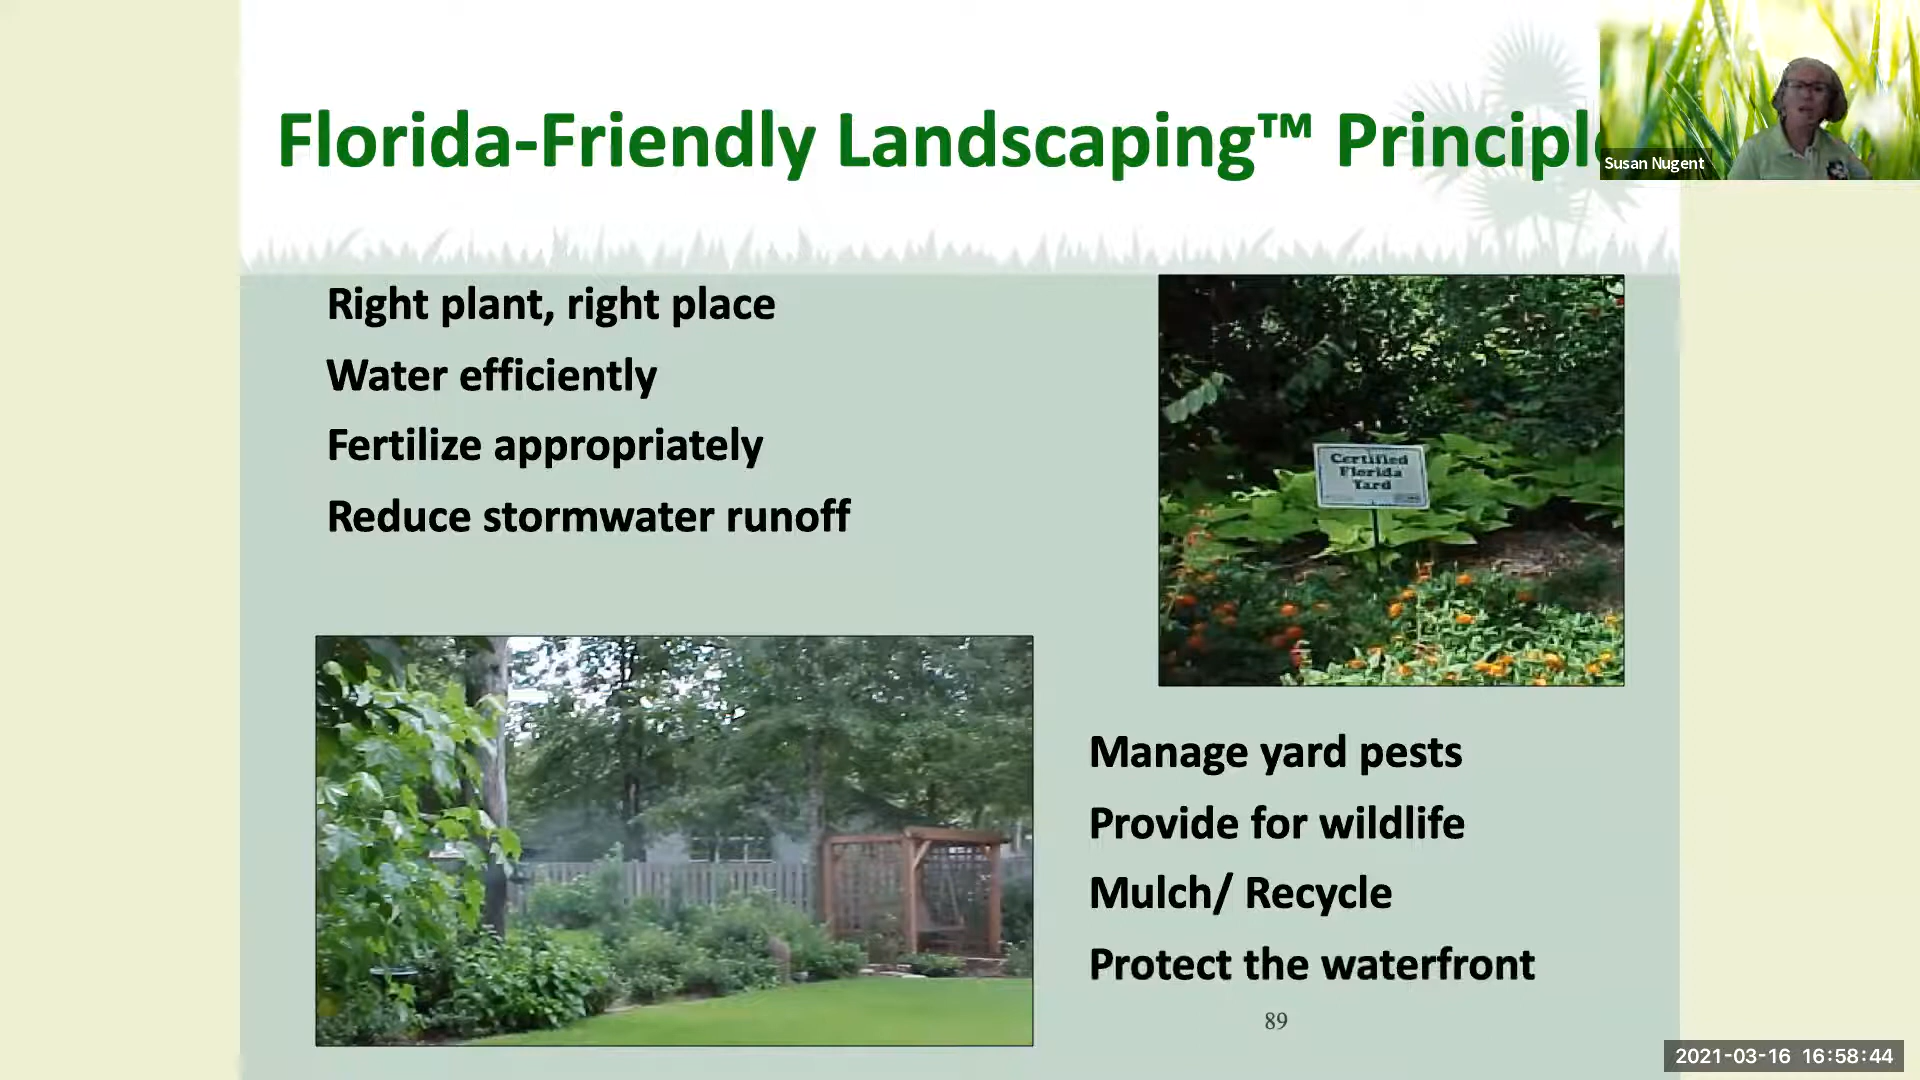 Florida-Friendly Landscaping™ Principl
Susan Nugent
Right plant, right place
Water efficiently
Fertilize appropriately
Reduce stormwater runoff
Certified
Florida
Yard
Manage yard pests
Provide for wildlife
Mulch/ Recycle
Protect the waterfront
89
2021-03-16 16:58:44